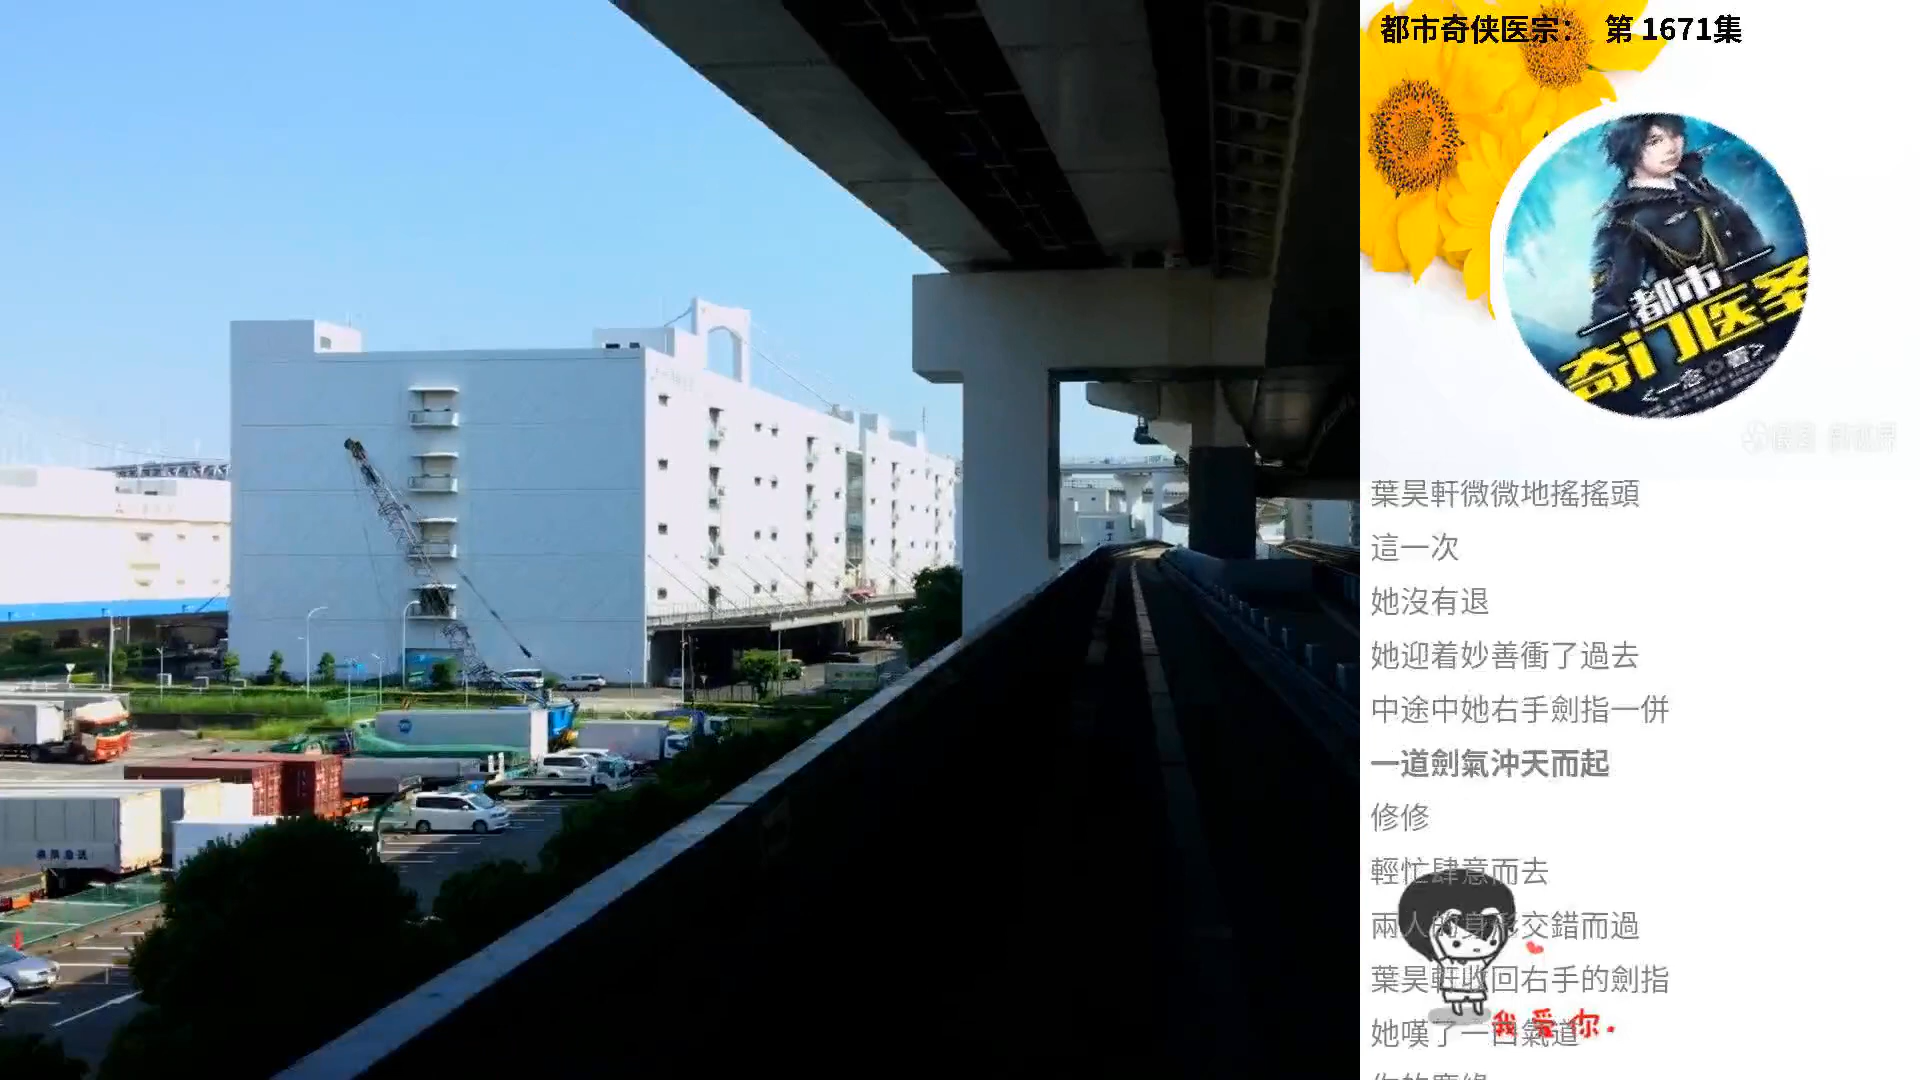 都市奇侠医宗： 第 1671集
都市
奇门医圣
葉昊軒微微地搖搖頭
這一次
她沒有退
她迎着妙善衝了過去
中途中她右手劍指一併
一道劍氣沖天而起
修修
輕忙肆意而去
兩人的身形交錯而過
葉昊軒收回右手的劍指
她嘆了一口氣道
我爱你.